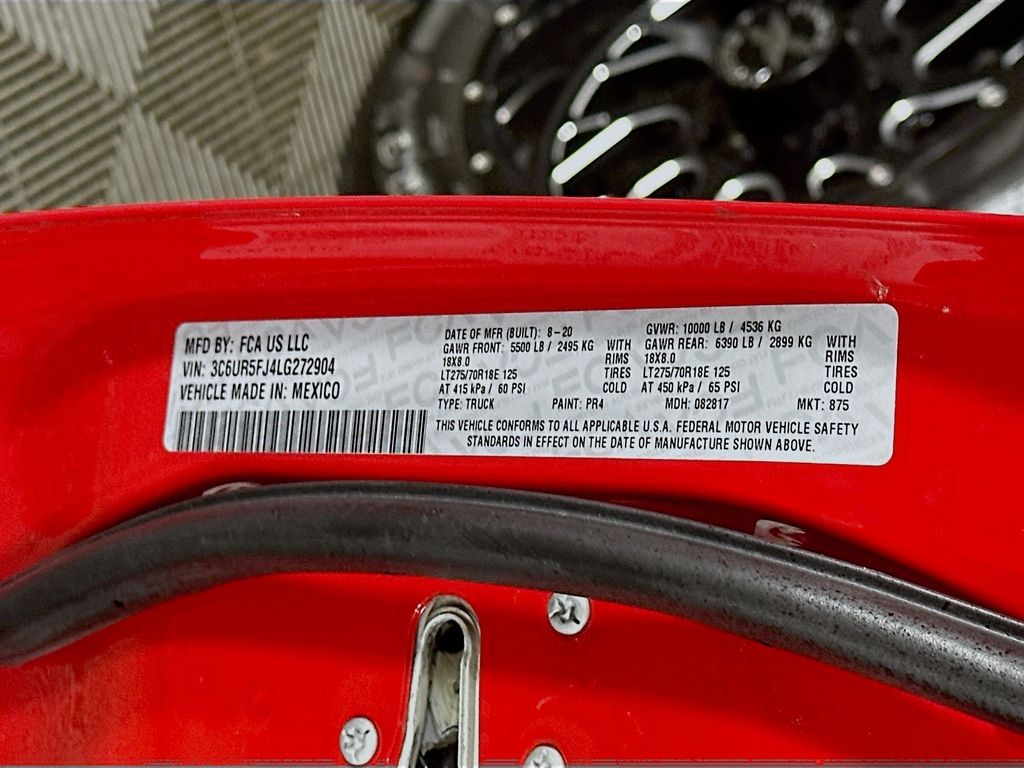 MFD BY: FCA US LLC
VIN: 3C6UR5FJ4LG272904
VEHICLE MADE IN: MEXICO
DATE OF MFR (BUILT): 8-20
GAWR FRONT: 5500 LB / 2495 KG WITH
18X8.0 RIMS
LT275/70R18E 125 TIRES
AT 415 kPa / 60 PSI COLD
GVWR: 10000 LB / 4536 KG
GAWR REAR: 6390 LB / 2899 KG WITH
18X8.0 RIMS
LT275/70R18E 125 TIRES
AT 450 kPa / 65 PSI COLD
TYPE: TRUCK PAINT: PR4 MDH: 082817 MKT: 875
THIS VEHICLE CONFORMS TO ALL APPLICABLE U.S.A. FEDERAL MOTOR VEHICLE SAFETY
STANDARDS IN EFFECT ON THE DATE OF MANUFACTURE SHOWN ABOVE.